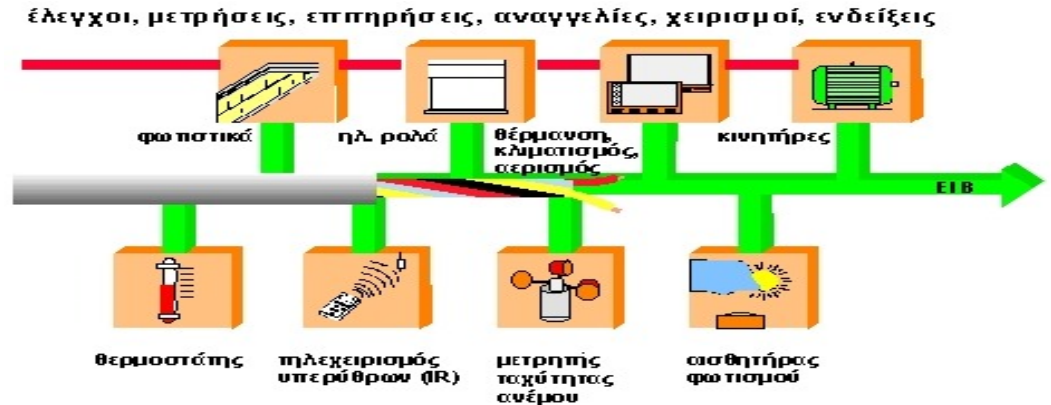 έλεγχοι, μετρήσεις, επιτηρήσεις, αναγγελίες, χειρισμοί, ενδείξεις
φωτιστικά
ηλ. ρολά
θέρμανση,
κλιματισμός,
αερισμός
κινητήρες
EIB
θερμοστάτης
τηλεχειρισμός
υπερύθρων (IR)
μετρητής
ταχύτητας
ανέμου
αισθητήρας
φωτισμού